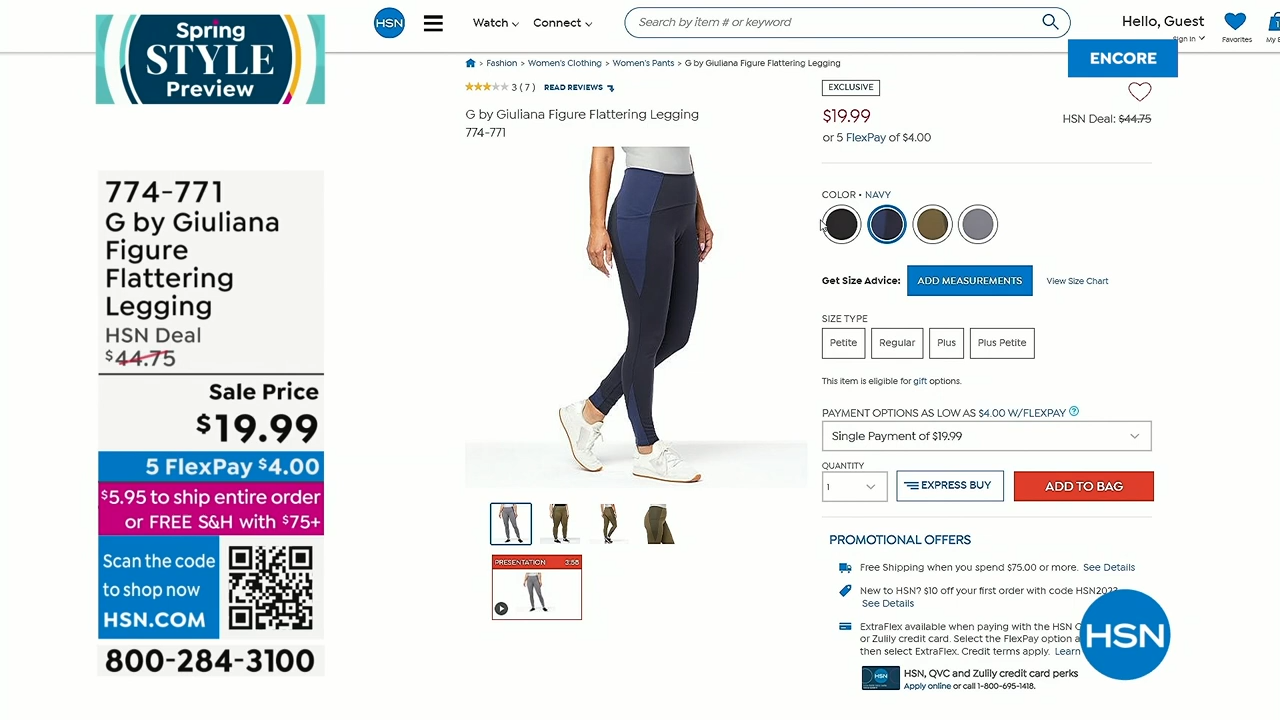 Spring
STYLE
Preview
774-771
G by Giuliana
Figure
Flattering
Legging
HSN Deal
$44.75
Sale Price
$19.99
5 FlexPay $4.00
$5.95 to ship entire order
or FREE S&H with $75+
Scan the code
to shop now
HSN.COM
800-284-3100
HSN
Watch
Connect
Search by item # or keyword
Hello, Guest
Sign In
Favorites
1
ENCORE
> Fashion > Women's Clothing > Women's Pants > G by Giuliana Figure Flattering Legging
3 (7) READ REVIEWS
G by Giuliana Figure Flattering Legging
774-771
PRESENTATION 3:58
EXCLUSIVE
$19.99
HSN Deal: $44.75
or 5 FlexPay of $4.00
COLOR • NAVY
Get Size Advice: ADD MEASUREMENTS View Size Chart
SIZE TYPE
Petite Regular Plus Plus Petite
This item is eligible for gift options.
PAYMENT OPTIONS AS LOW AS $4.00 W/FLEXPAY ?
Single Payment of $19.99
QUANTITY
1
EXPRESS BUY
ADD TO BAG
PROMOTIONAL OFFERS
Free Shipping when you spend $75.00 or more. See Details
New to HSN? $10 off your first order with code HSN2023
See Details
ExtraFlex available when paying with the HSN
or Zulily credit card. Select the FlexPay option
then select ExtraFlex. Credit terms apply. Learn
HSN
HSN, QVC and Zulily credit card perks
Apply online or call 1-800-695-1418.
HSN